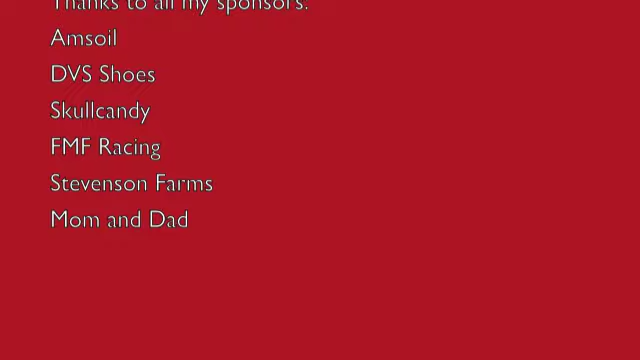 Thanks to all my sponsors.
Amsoil
DVS Shoes
Skullcandy
FMF Racing
Stevenson Farms
Mom and Dad